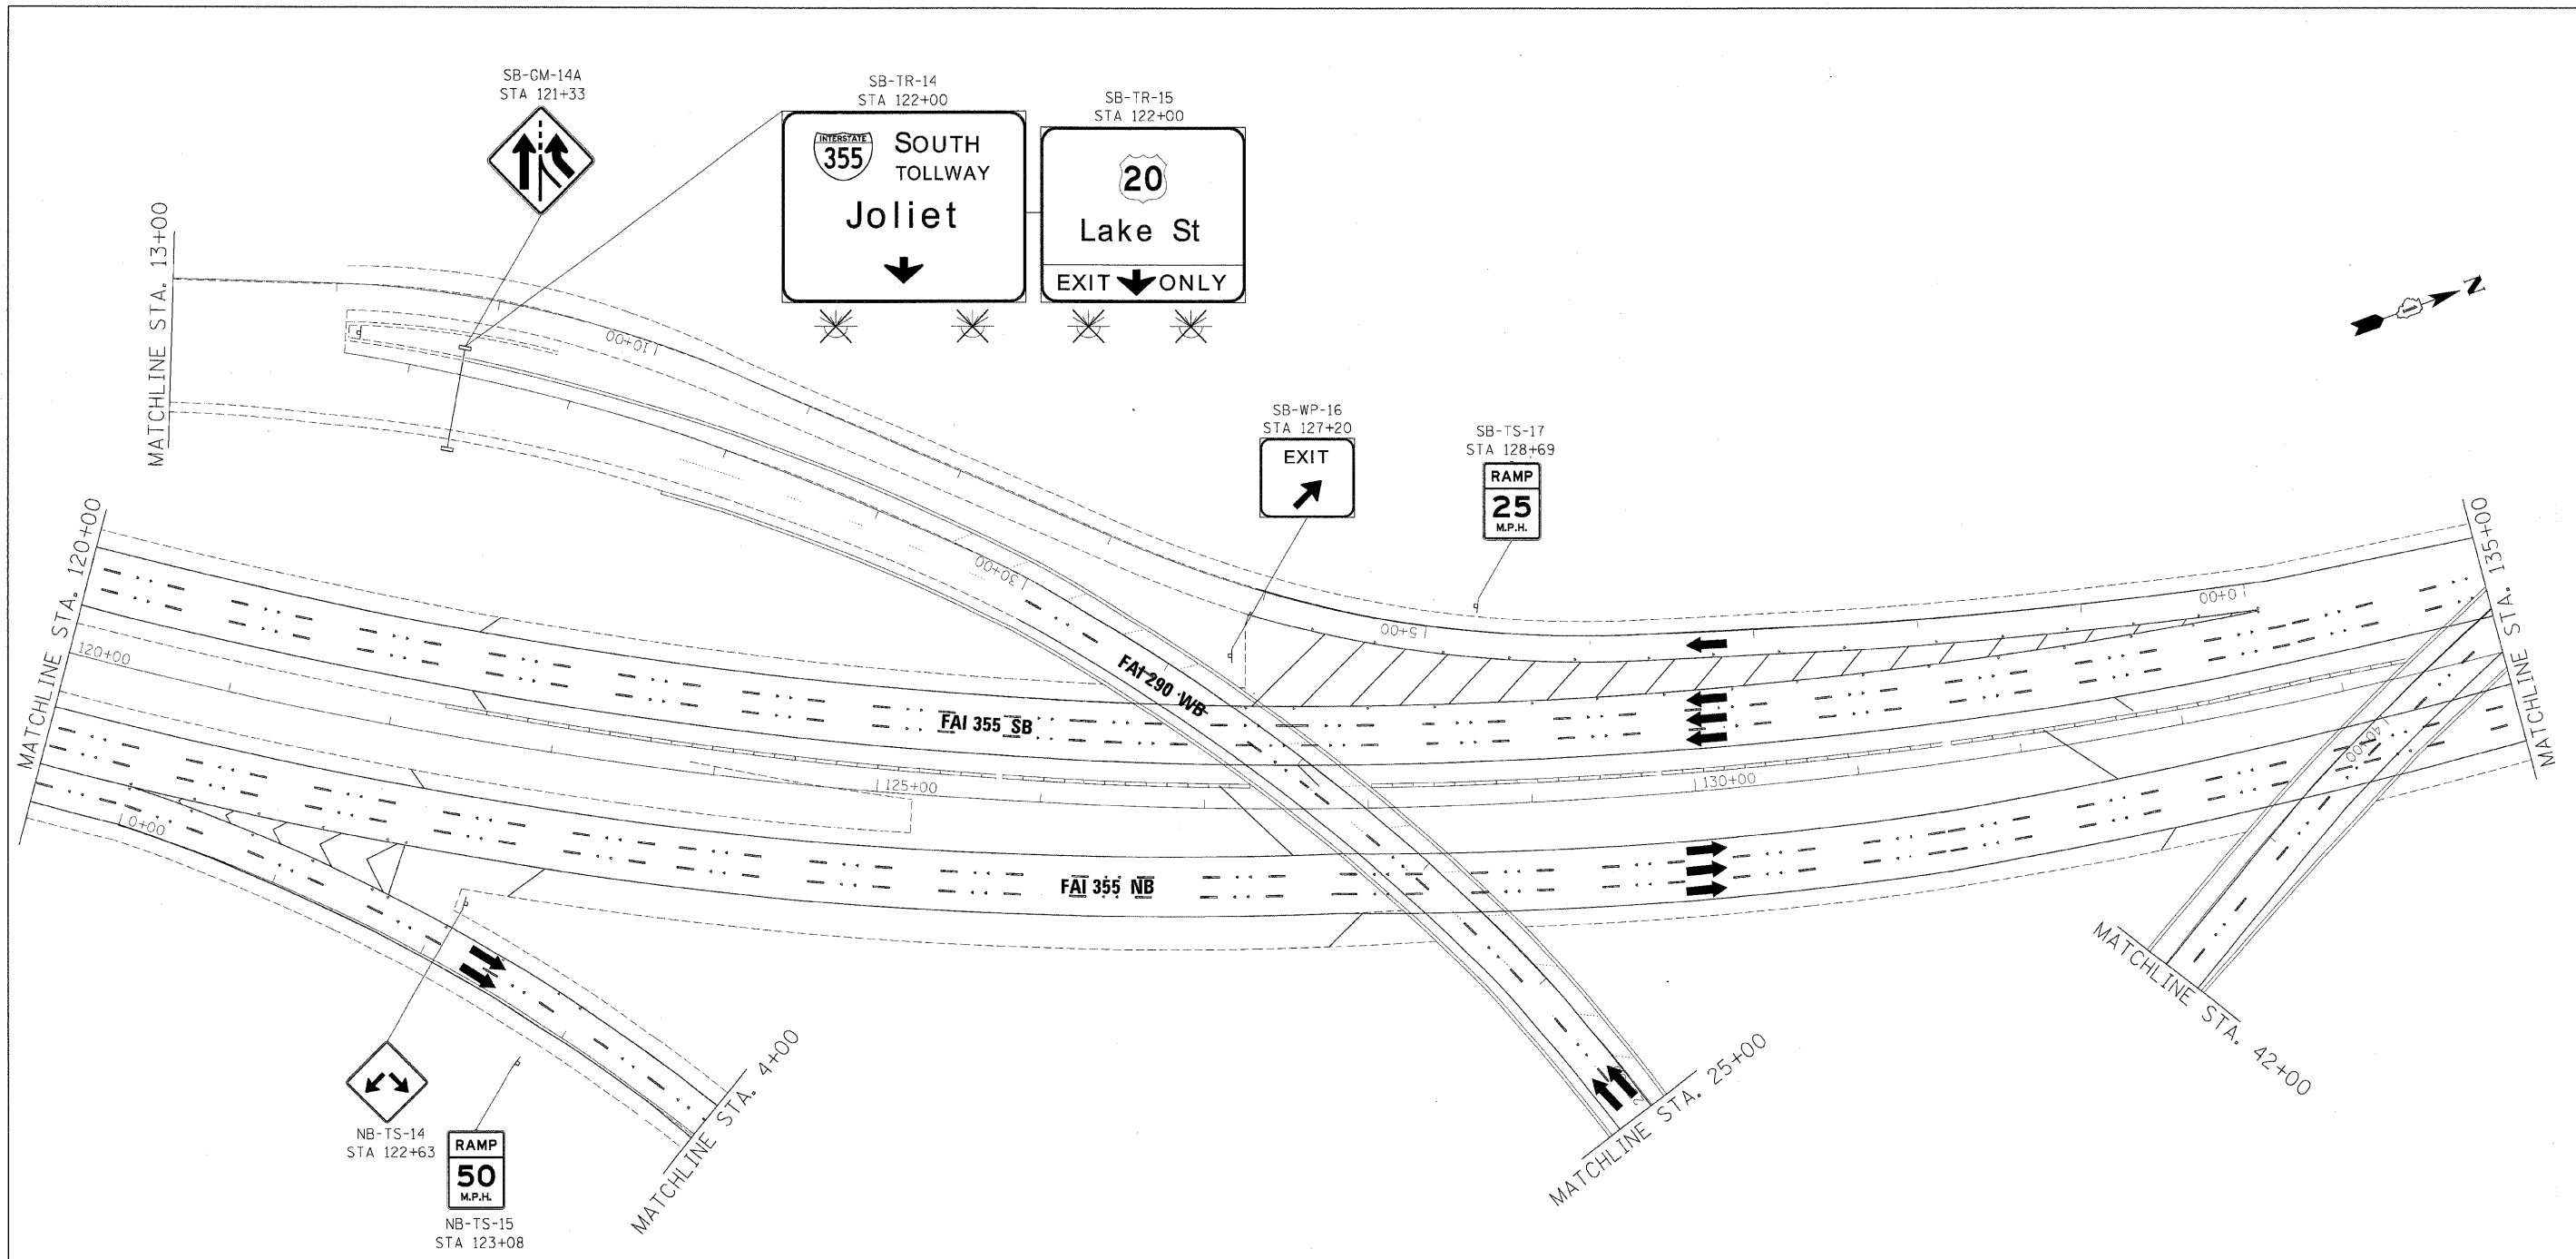 SB-GM-14A
STA 121+33
SB-TR-14
STA 122+00
INTERSTATE
355
SOUTH
TOLLWAY
Joliet
SB-TR-15
STA 122+00
20
Lake St
EXIT ONLY
MATCHLINE STA. 13+00
10+00
N
SB-WP-16
STA 127+20
EXIT
SB-TS-17
STA 128+69
RAMP
25
M.P.H.
MATCHLINE STA. 120+00
MATCHLINE STA. 135+00
30+00
10+00
15+00
120+00
FAI 290 WB
FAI 355 SB
40+00
125+00
130+00
10+00
FAI 355 NB
MATCHLINE STA. 42+00
MATCHLINE STA. 25+00
MATCHLINE STA. 4+00
NB-TS-14
STA 122+63
RAMP
50
M.P.H.
NB-TS-15
STA 123+08